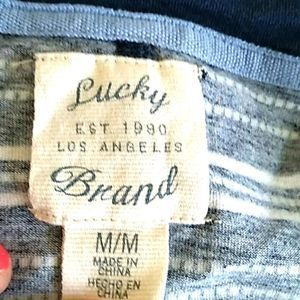 Lucky
EST 1990
LOS ANGELES
Brand
M/M
MADE IN
CHINA
HECHO EN
CHINA